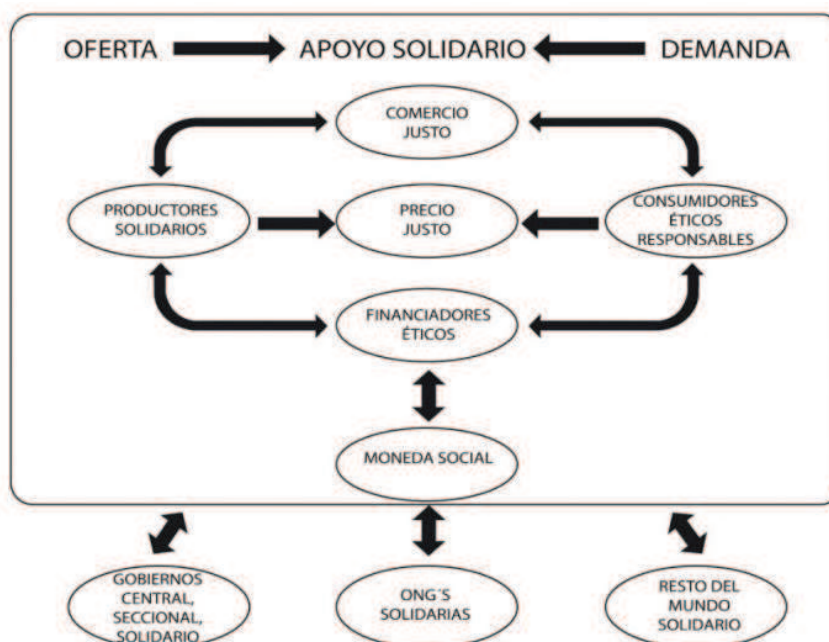 OFERTA APOYO SOLIDARIO DEMANDA
COMERCIO
JUSTO
PRODUCTORES
SOLIDARIOS
PRECIO
JUSTO
CONSUMIDORES
ÉTICOS
RESPONSABLES
FINANCIADORES
ÉTICOS
MONEDA SOCIAL
GOBIERNOS
CENTRAL,
SECCIONAL,
SOLIDARIO
ONG´S
SOLIDARIAS
RESTO DEL
MUNDO
SOLIDARIO